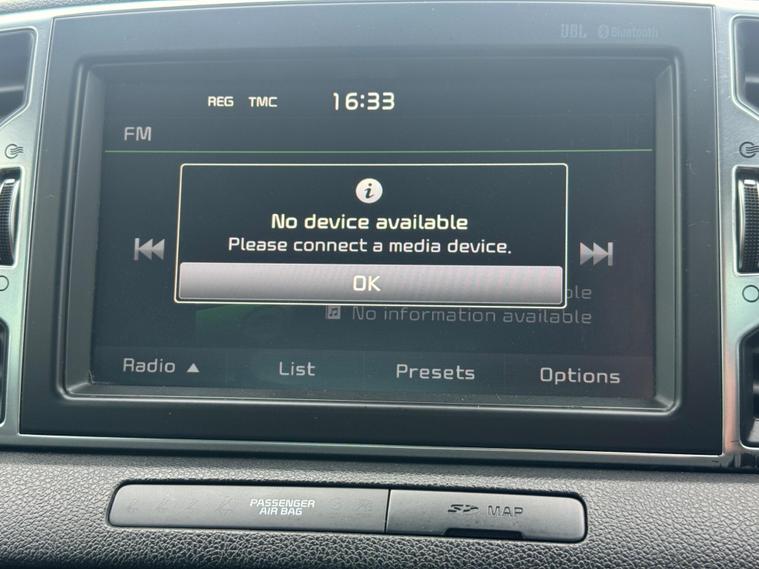 JBL Bluetooth
REG TMC 16:33
FM
i
No device available
Please connect a media device.
OK
No information available
Radio ▲ List Presets Options
PASSENGER
AIR BAG
SD MAP